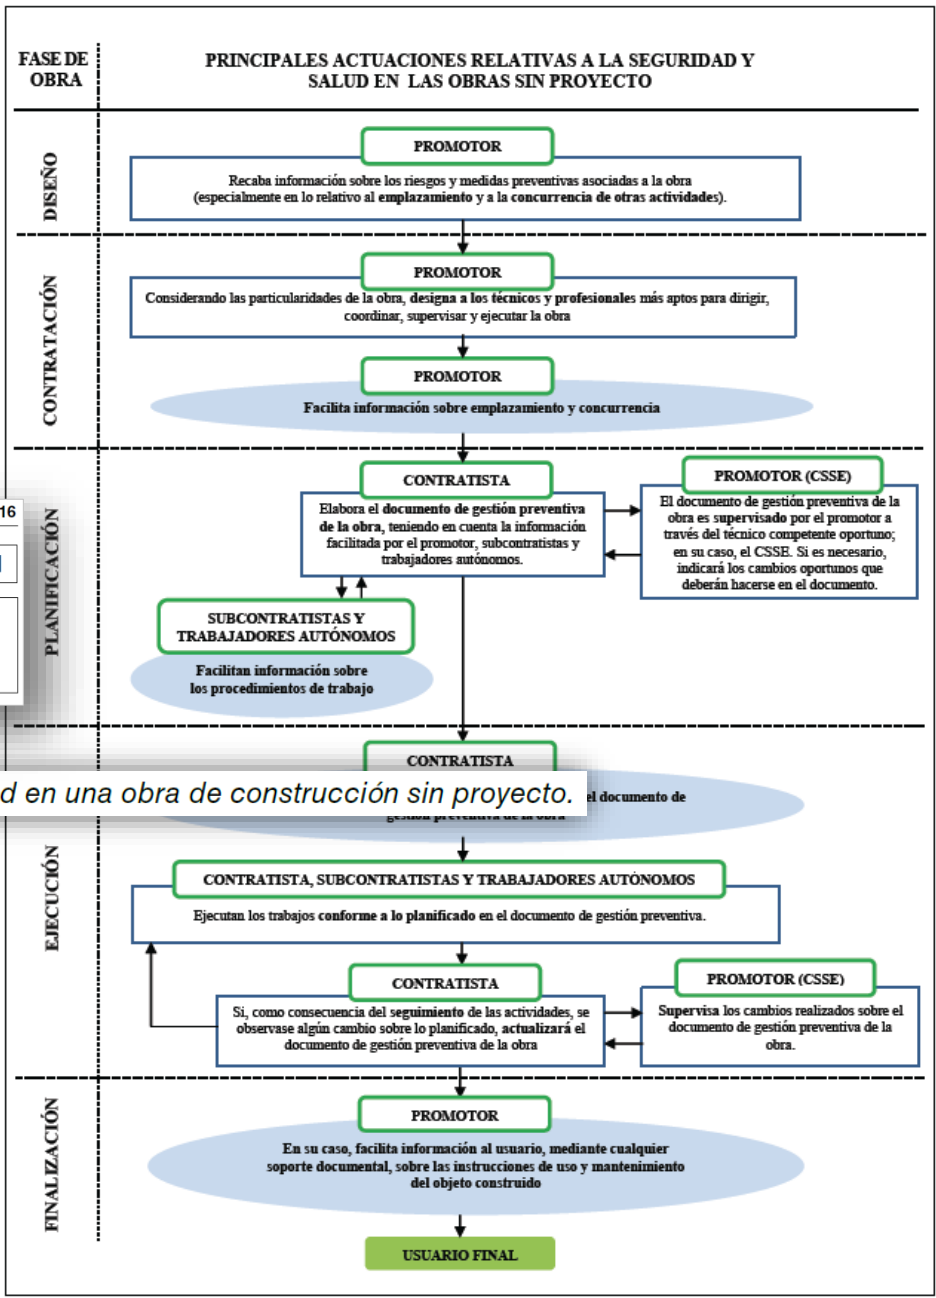 FASE DE
OBRA
PRINCIPALES ACTUACIONES RELATIVAS A LA SEGURIDAD Y
SALUD EN LAS OBRAS SIN PROYECTO
DISEÑO
PROMOTOR
Recaba información sobre los riesgos y medidas preventivas asociadas a la obra
(especialmente en lo relativo al emplazamiento y a la concurrencia de otras actividades).
CONTRATACIÓN
PROMOTOR
Considerando las particularidades de la obra, designa a los técnicos y profesionales más aptos para dirigir,
coordinar, supervisar y ejecutar la obra
PROMOTOR
Facilita información sobre emplazamiento y concurrencia
16
PLANIFICACIÓN
CONTRATISTA
Elabora el documento de gestión preventiva
de la obra, teniendo en cuenta la información
facilitada por el promotor, subcontratistas y
trabajadores autónomos.
PROMOTOR (CSSE)
El documento de gestión preventiva de la
obra es supervisado por el promotor a
través del técnico competente oportuno;
en su caso, el CSSE. Si es necesario,
indicará los cambios oportunos que
deberán hacerse en el documento.
SUBCONTRATISTAS Y
TRABAJADORES AUTÓNOMOS
Facilitan información sobre
los procedimientos de trabajo
EJECUCIÓN
CONTRATISTA
d en una obra de construcción sin proyecto.
el documento de
gestión preventiva de la obra
CONTRATISTA, SUBCONTRATISTAS Y TRABAJADORES AUTÓNOMOS
Ejecutan los trabajos conforme a lo planificado en el documento de gestión preventiva.
CONTRATISTA
Si, como consecuencia del seguimiento de las actividades, se
observase algún cambio sobre lo planificado, actualizará el
documento de gestión preventiva de la obra
PROMOTOR (CSSE)
Supervisa los cambios realizados sobre el
documento de gestión preventiva de la
obra.
FINALIZACIÓN
PROMOTOR
En su caso, facilita información al usuario, mediante cualquier
soporte documental, sobre las instrucciones de uso y mantenimiento
del objeto construido
USUARIO FINAL